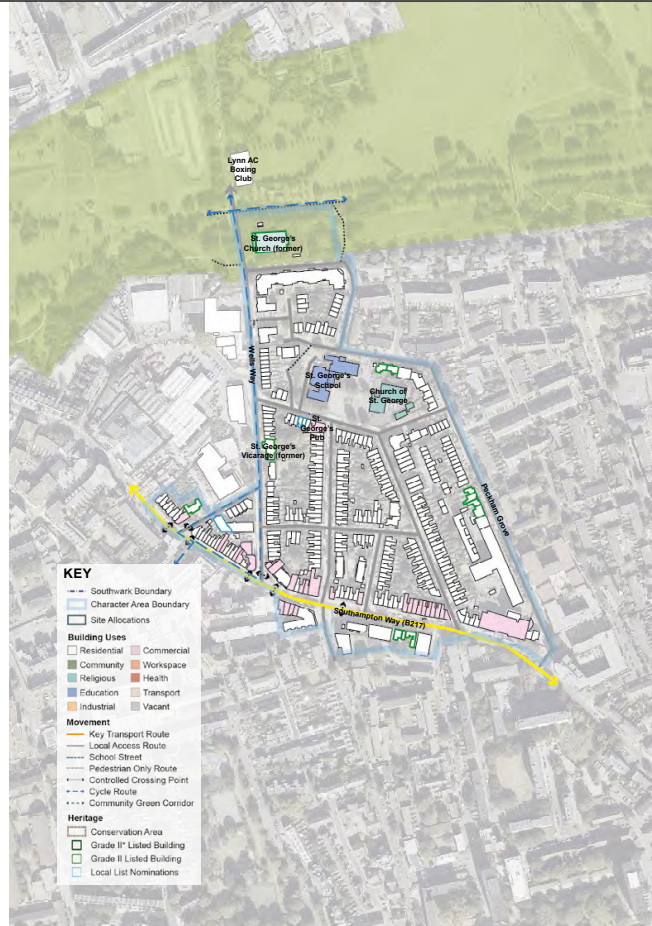 Lynn AC
Boxing
Club
St. George's
Church (former)
Wells Way
St. George's
School
Church of
St. George
St.
George's
Pub
St. George's
Vicarage (former)
Peckham Grove
Southampton Way (B217)
KEY
Southwark Boundary
Character Area Boundary
Site Allocations
Building Uses
Residential
Commercial
Community
Workspace
Religious
Health
Education
Transport
Industrial
Vacant
Movement
Key Transport Route
Local Access Route
School Street
Pedestrian Only Route
Controlled Crossing Point
Cycle Route
Community Green Corridor
Heritage
Conservation Area
Grade II* Listed Building
Grade II Listed Building
Local List Nominations